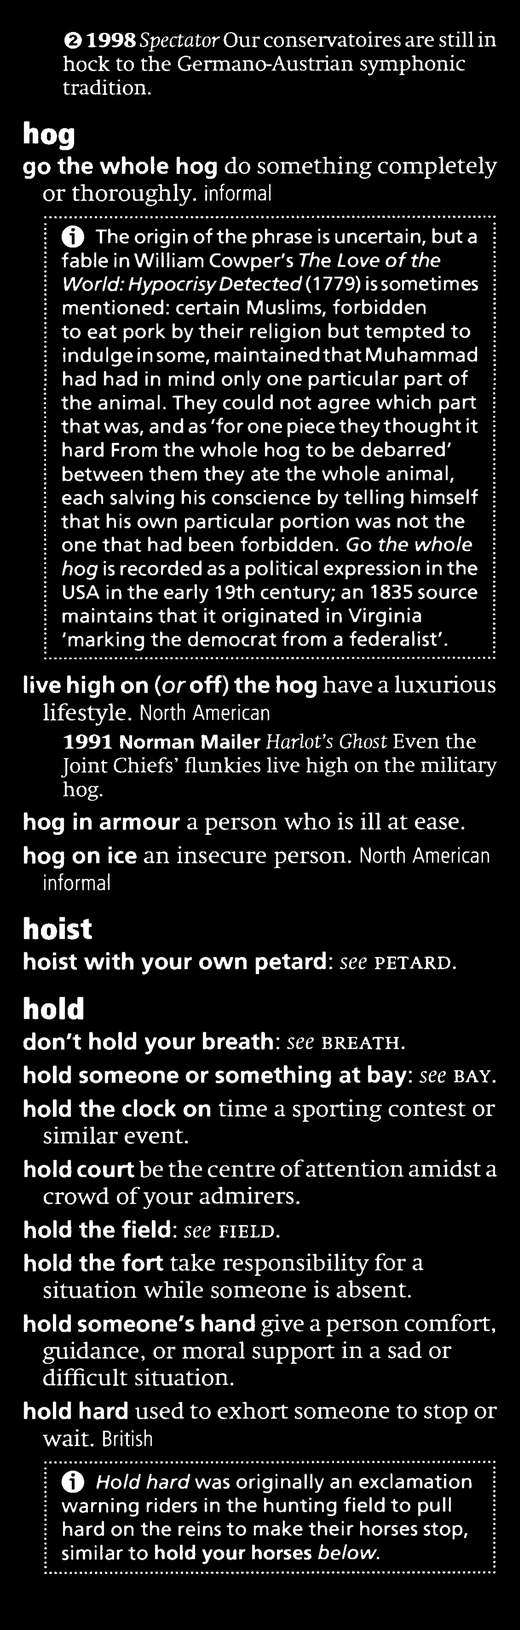 ❷ 1998 Spectator Our conservatoires are still in
hock to the Germano-Austrian symphonic
tradition.
hog
go the whole hog do something completely
or thoroughly. informal
ⓘ The origin of the phrase is uncertain, but a
fable in William Cowper's The Love of the
World: Hypocrisy Detected (1779) is sometimes
mentioned: certain Muslims, forbidden
to eat pork by their religion but tempted to
indulge in some, maintained that Muhammad
had had in mind only one particular part of
the animal. They could not agree which part
that was, and as 'for one piece they thought it
hard From the whole hog to be debarred'
between them they ate the whole animal,
each salving his conscience by telling himself
that his own particular portion was not the
one that had been forbidden. Go the whole
hog is recorded as a political expression in the
USA in the early 19th century; an 1835 source
maintains that it originated in Virginia
'marking the democrat from a federalist'.
live high on (or off) the hog have a luxurious
lifestyle. North American
1991 Norman Mailer Harlot's Ghost Even the
Joint Chiefs' flunkies live high on the military
hog.
hog in armour a person who is ill at ease.
hog on ice an insecure person. North American
informal
hoist
hoist with your own petard: see PETARD.
hold
don't hold your breath: see BREATH.
hold someone or something at bay: see BAY.
hold the clock on time a sporting contest or
similar event.
hold court be the centre of attention amidst a
crowd of your admirers.
hold the field: see FIELD.
hold the fort take responsibility for a
situation while someone is absent.
hold someone's hand give a person comfort,
guidance, or moral support in a sad or
difficult situation.
hold hard used to exhort someone to stop or
wait. British
ⓘ Hold hard was originally an exclamation
warning riders in the hunting field to pull
hard on the reins to make their horses stop,
similar to hold your horses below.